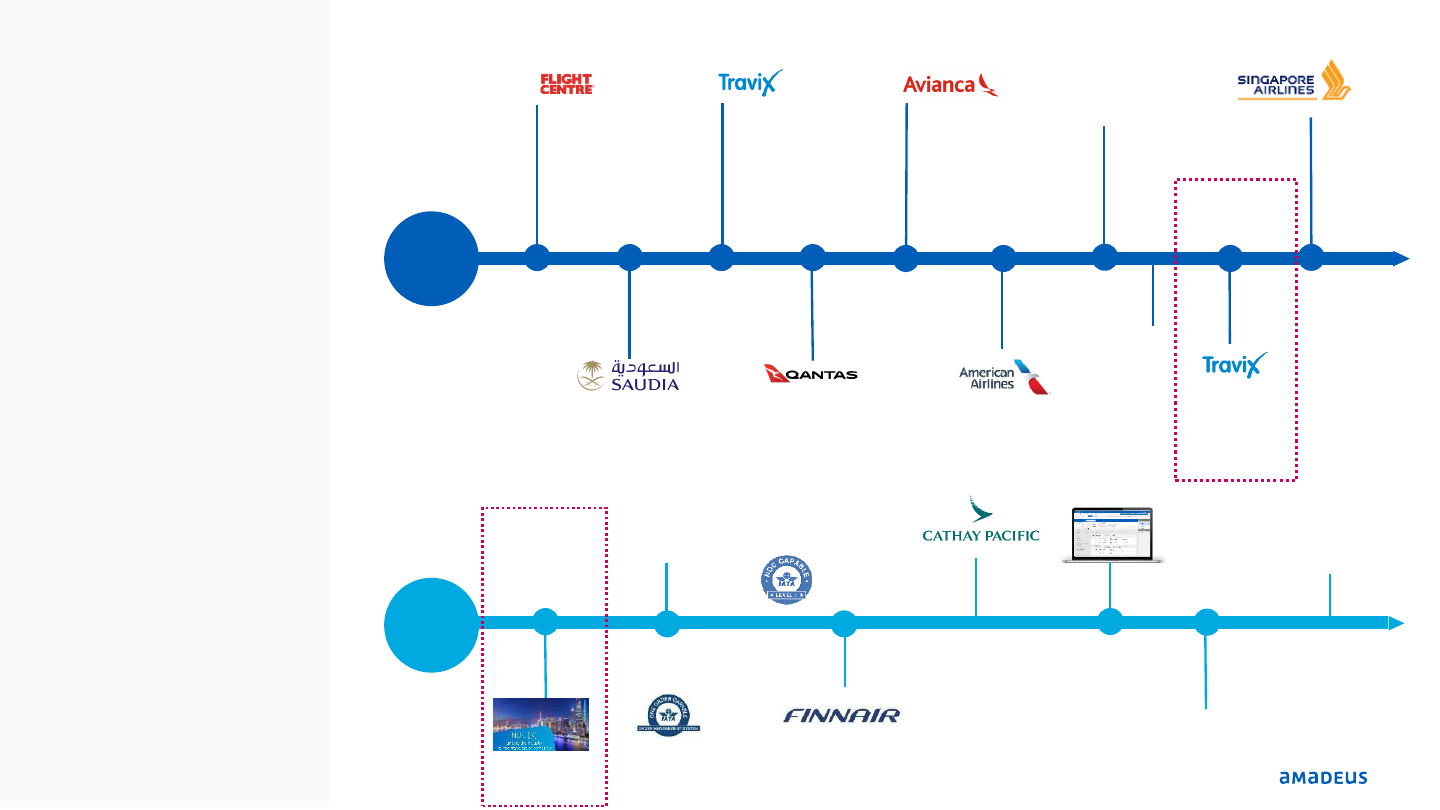 FLIGHT
CENTRE
Travix
Avianca
SINGAPORE
AIRLINES
السعودية
SAUDIA
QANTAS
American
Airlines
Travix
CATHAY PACIFIC
NDC CAPABLE
IATA
LEVEL
ONE ORDER CAPABLE
IATA
ORDER MANAGEMENT SYSTEM
FINNAIR
NDC [X]
amadeus